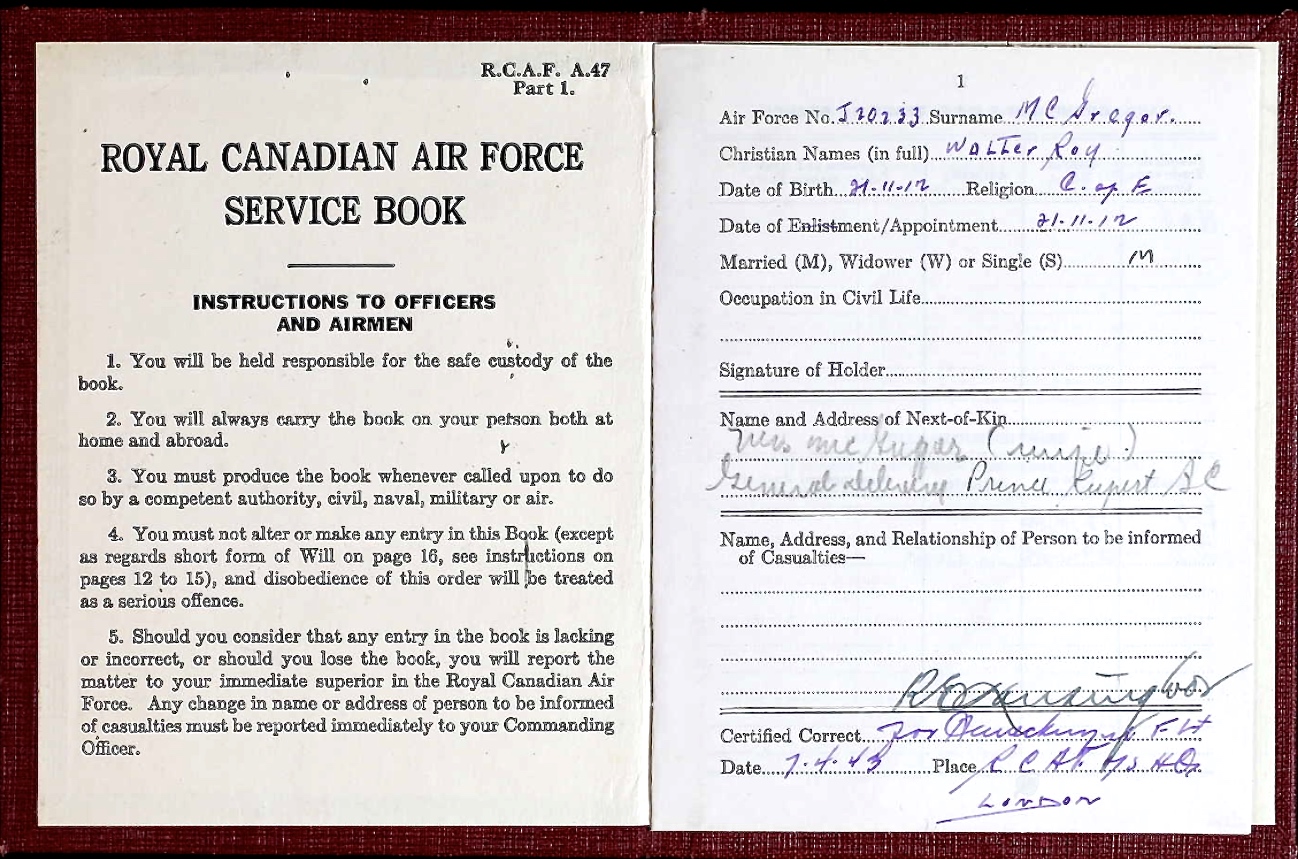 R.C.A.F. A.47
Part 1.
ROYAL CANADIAN AIR FORCE
SERVICE BOOK
INSTRUCTIONS TO OFFICERS
AND AIRMEN
1. You will be held responsible for the safe custody of the
book.
2. You will always carry the book on your person both at
home and abroad.
3. You must produce the book whenever called upon to do
so by a competent authority, civil, naval, military or air.
4. You must not alter or make any entry in this Book (except
as regards short form of Will on page 16, see instructions on
pages 12 to 15), and disobedience of this order will be treated
as a serious offence.
5. Should you consider that any entry in the book is lacking
or incorrect, or should you lose the book, you will report the
matter to your immediate superior in the Royal Canadian Air
Force. Any change in name or address of person to be informed
of casualties must be reported immediately to your Commanding
Officer.
1
Air Force No. J20233 Surname McGregor.
Christian Names (in full) Walter Roy
Date of Birth 21-11-12 Religion C. of E
Date of Enlistment/Appointment 21-11-12
Married (M), Widower (W) or Single (S) M
Occupation in Civil Life
Signature of Holder
Name and Address of Next-of-Kin
(wife)
General delivery Prince Rupert BC
Name, Address, and Relationship of Person to be informed
of Casualties—
Certified Correct for F Lt
Date 7.4.43 Place RCAF HQ
LONDON